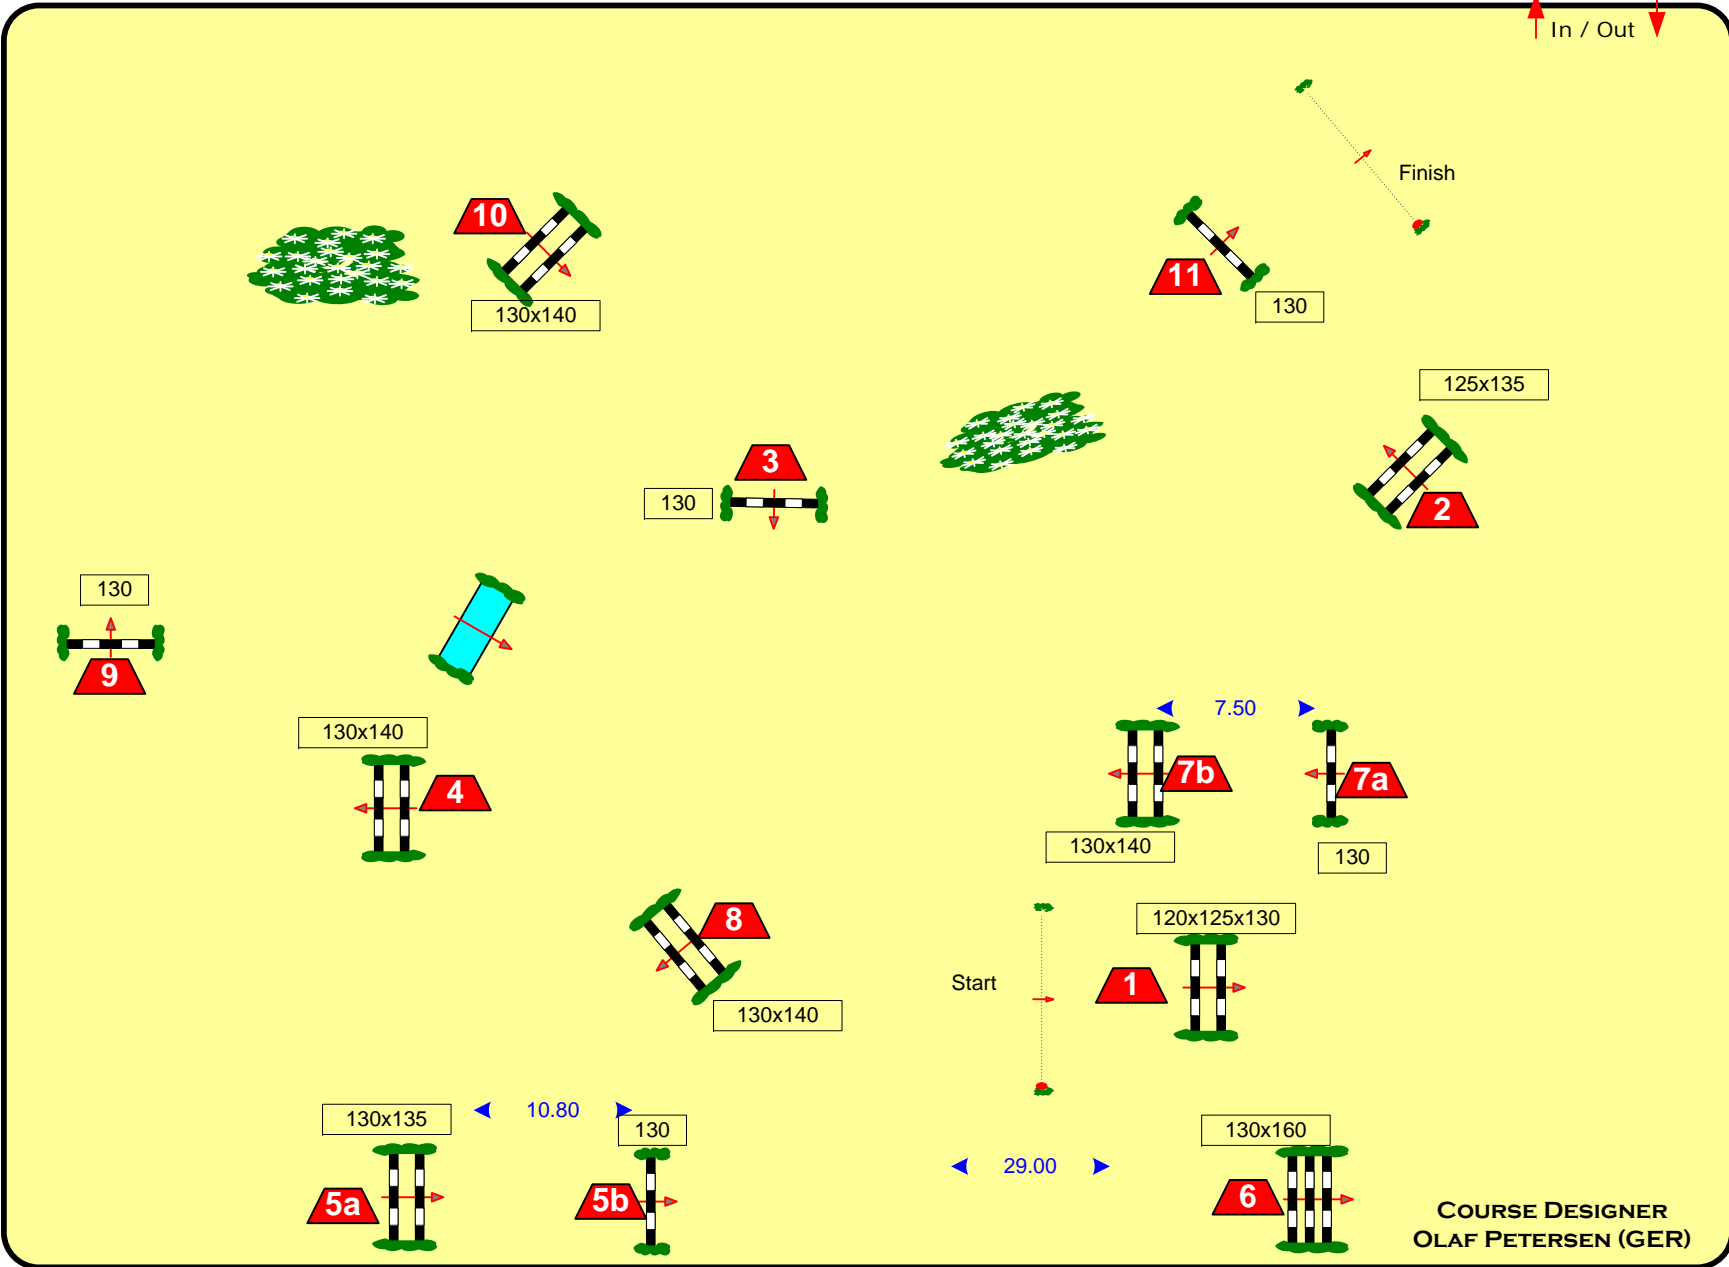 In / Out
Finish
10
130x140
11
130
125x135
2
3
130
130
9
130x140
4
7.50
7b
7a
130x140
130
8
130x140
120x125x130
Start
1
130x135
10.80
130
5a
5b
29.00
130x160
6
COURSE DESIGNER
OLAF PETERSEN (GER)